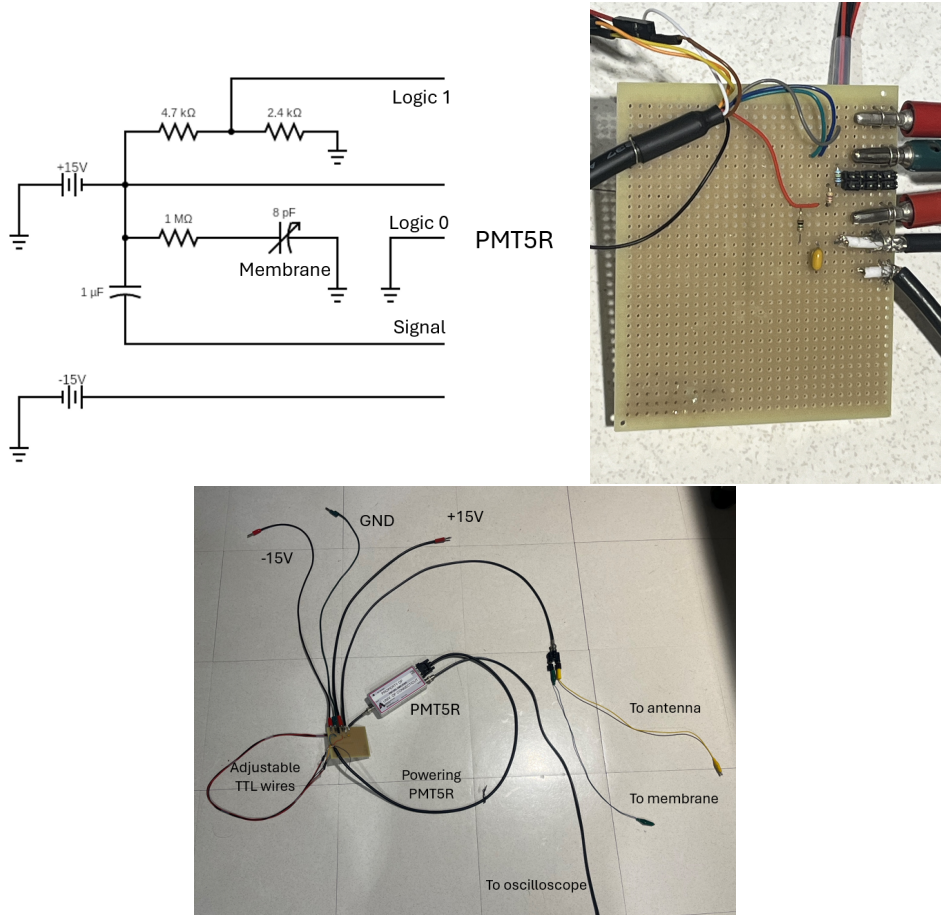 4.7 kΩ
2.4 kΩ
Logic 1
+15V
1 MΩ
8 pF
Membrane
Logic 0
PMT5R
1 µF
Signal
-15V
GND
+15V
-15V
PMT5R
To antenna
Adjustable
TTL wires
Powering
PMT5R
To membrane
To oscilloscope